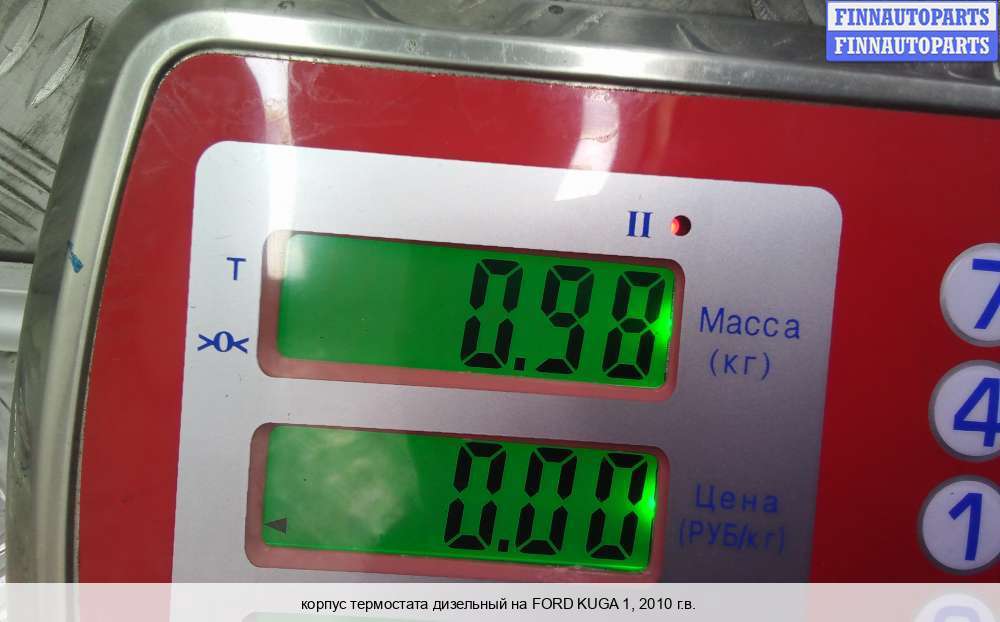 FINNAUTOPARTS
FINNAUTOPARTS
II
T
0.98
Масса
(кг)
>0<
7
4
0.00
Цена
(РУБ/кг)
1
корпус термостата дизельный на FORD KUGA 1, 2010 г.в.